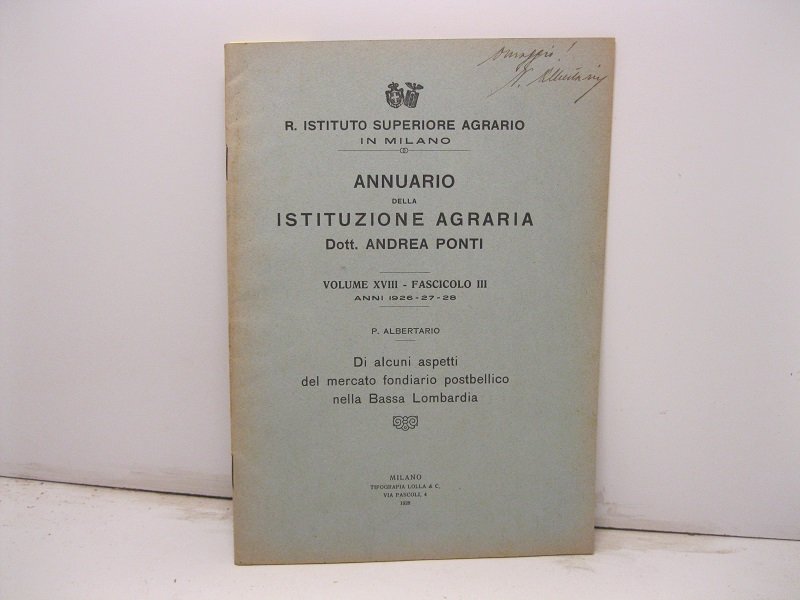 Omaggio!
P. Albertario
R. ISTITUTO SUPERIORE AGRARIO
IN MILANO
ANNUARIO
DELLA
ISTITUZIONE AGRARIA
Dott. ANDREA PONTI
VOLUME XVIII - FASCICOLO III
ANNI 1926-27-28
P. ALBERTARIO
Di alcuni aspetti
del mercato fondiario postbellico
nella Bassa Lombardia
MILANO
TIPOGRAFIA LOLLA & C.
VIA PASCOLI, 4